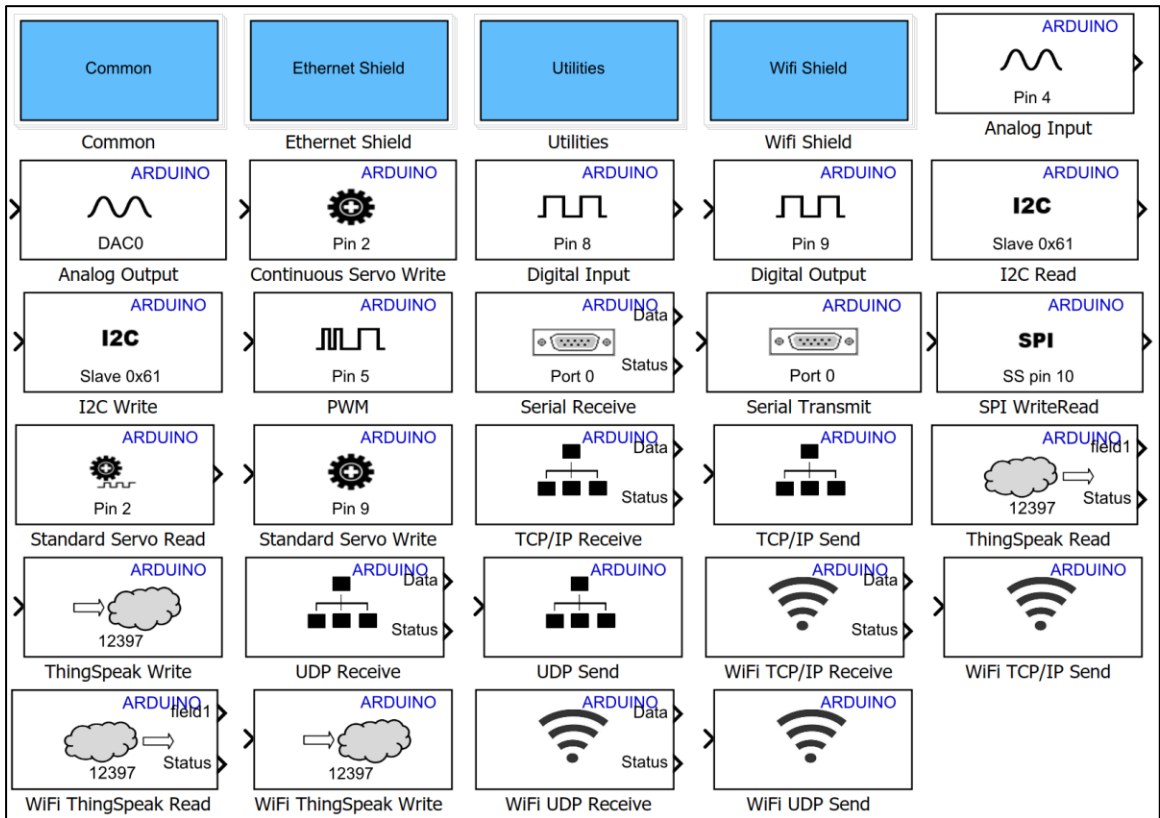 Common
Common
Ethernet Shield
Ethernet Shield
Utilities
Utilities
Wifi Shield
Wifi Shield
ARDUINO
Pin 4
Analog Input
ARDUINO
DAC0
Analog Output
ARDUINO
Pin 2
Continuous Servo Write
ARDUINO
Pin 8
Digital Input
ARDUINO
Pin 9
Digital Output
ARDUINO
I2C
Slave 0x61
I2C Read
ARDUINO
I2C
Slave 0x61
I2C Write
ARDUINO
Pin 5
PWM
ARDUINO
Data
Status
Port 0
Serial Receive
ARDUINO
Port 0
Serial Transmit
ARDUINO
SPI
SS pin 10
SPI WriteRead
ARDUINO
Pin 2
Standard Servo Read
ARDUINO
Pin 9
Standard Servo Write
ARDUINO
Data
Status
TCP/IP Receive
ARDUINO
TCP/IP Send
ARDUINO
field1
Status
12397
ThingSpeak Read
ARDUINO
12397
ThingSpeak Write
ARDUINO
Data
Status
UDP Receive
ARDUINO
UDP Send
ARDUINO
Data
Status
WiFi TCP/IP Receive
ARDUINO
WiFi TCP/IP Send
ARDUINO
field1
Status
12397
WiFi ThingSpeak Read
ARDUINO
12397
WiFi ThingSpeak Write
ARDUINO
Data
Status
WiFi UDP Receive
ARDUINO
WiFi UDP Send